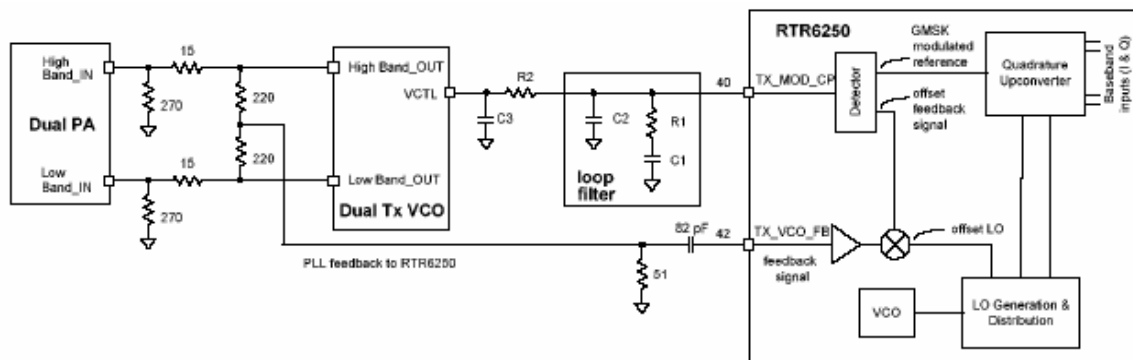 RTR6250
High
Band_IN
15
High Band_OUT
GMSK
modulated
reference
Quadrature
Upconverter
Baseband
inputs (I & Q)
270
220
VCTL
R2
40
TX_MOD_CP
Detector
Dual PA
C3
C2
R1
offset
feedback
signal
220
C1
Low
Band_IN
15
Low Band_OUT
loop
filter
Dual Tx VCO
270
82 pF
42
TX_VCO_FB
offset LO
PLL feedback to RTR6250
51
feedback
signal
VCO
LO Generation &
Distribution